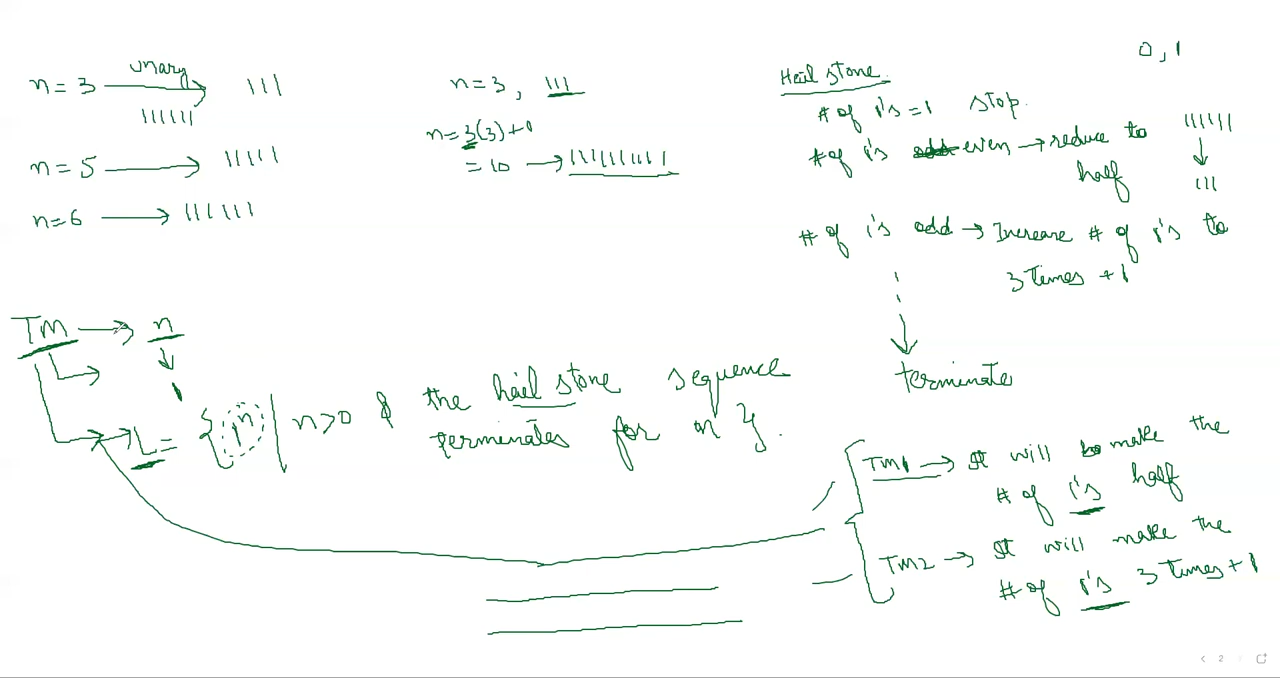 n = 3 unary → 111
111111
n = 5 → 11111
n = 6 → 111111
n = 3, 111
n = 3(3) + 1
= 10 → 1111111111
0, 1
Hail stone.
# of 1's = 1 stop.
# of 1's even → reduce to half
111111
↓
111
# of 1's odd → Increase # of 1's to
3 times + 1
terminate
TM → n
↓
1
L = { 1ⁿ | n > 0 & the hail stone sequence
terminates for n }.
TM1 → It will make the
# of 1's half
TM2 → It will make the
# of 1's 3 times + 1
< 2